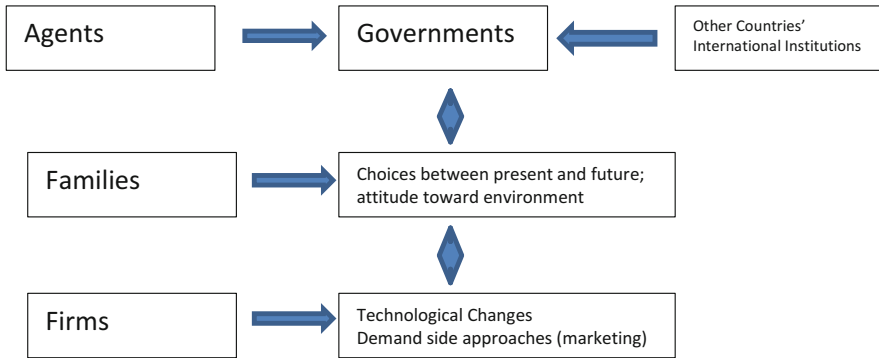 Agents
Governments
Other Countries’
International Institutions
Families
Choices between present and future;
attitude toward environment
Firms
Technological Changes
Demand side approaches (marketing)